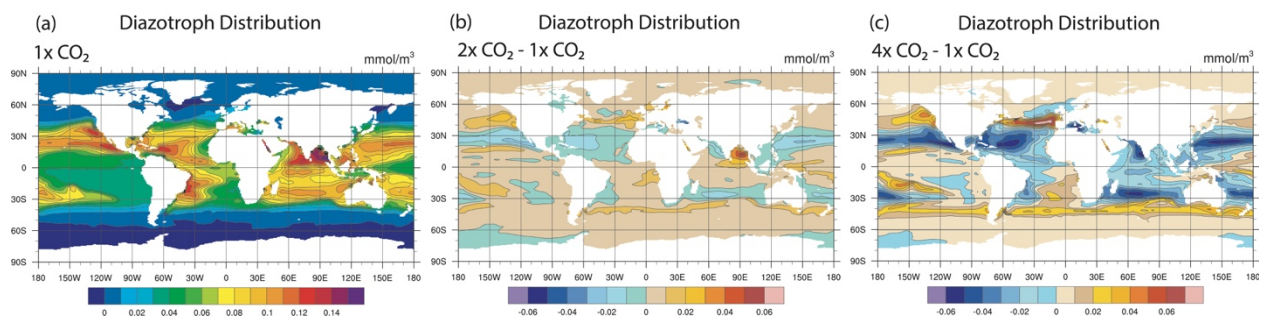 (a) Diazotroph Distribution
1x CO₂ mmol/m³
90N
60N
30N
0
30S
60S
90S
180 150W 120W 90W 60W 30W 0 30E 60E 90E 120E 150E 180
0 0.02 0.04 0.06 0.08 0.1 0.12 0.14
(b) Diazotroph Distribution
2x CO₂ - 1x CO₂ mmol/m³
90N
60N
30N
0
30S
60S
90S
180 150W 120W 90W 60W 30W 0 30E 60E 90E 120E 150E 180
-0.06 -0.04 -0.02 0 0.02 0.04 0.06
(c) Diazotroph Distribution
4x CO₂ - 1x CO₂ mmol/m³
90N
60N
30N
0
30S
60S
90S
180 150W 120W 90W 60W 30W 0 30E 60E 90E 120E 150E 180
-0.06 -0.04 -0.02 0 0.02 0.04 0.06